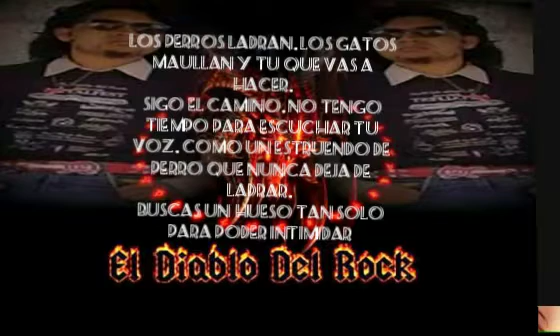 LOS PERROS LADRAN. LOS GATOS
MAULLAN Y TU QUE VAS A
HACER.
SIGO EL CAMINO. NO TENGO
TIEMPO PARA ESCUCHAR TU
VOZ. COMO UN ESTRUENDO DE
PERRO QUE NUNCA DEJA DE
LADRAR.
BUSCAS UN HUESO TAN SOLO
PARA PODER INTIMIDAR
El Diablo Del Rock